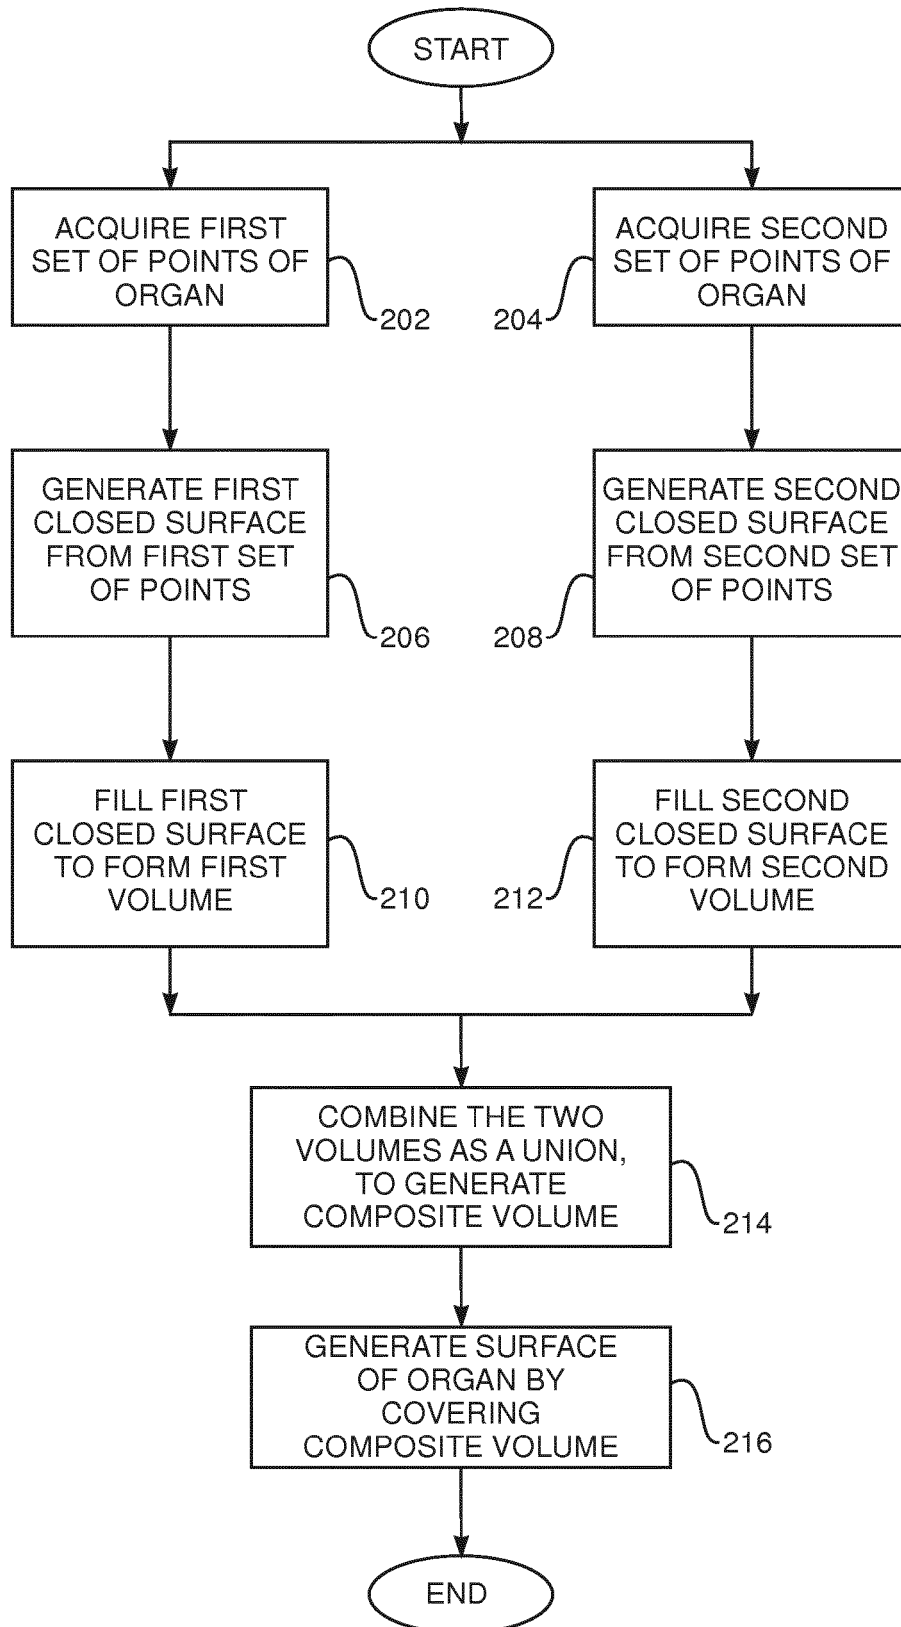 START
ACQUIRE FIRST
SET OF POINTS OF
ORGAN
202
ACQUIRE SECOND
SET OF POINTS OF
ORGAN
204
GENERATE FIRST
CLOSED SURFACE
FROM FIRST SET
OF POINTS
206
GENERATE SECOND
CLOSED SURFACE
FROM SECOND SET
OF POINTS
208
FILL FIRST
CLOSED SURFACE
TO FORM FIRST
VOLUME
210
FILL SECOND
CLOSED SURFACE
TO FORM SECOND
VOLUME
212
COMBINE THE TWO
VOLUMES AS A UNION,
TO GENERATE
COMPOSITE VOLUME
214
GENERATE SURFACE
OF ORGAN BY
COVERING
COMPOSITE VOLUME
216
END